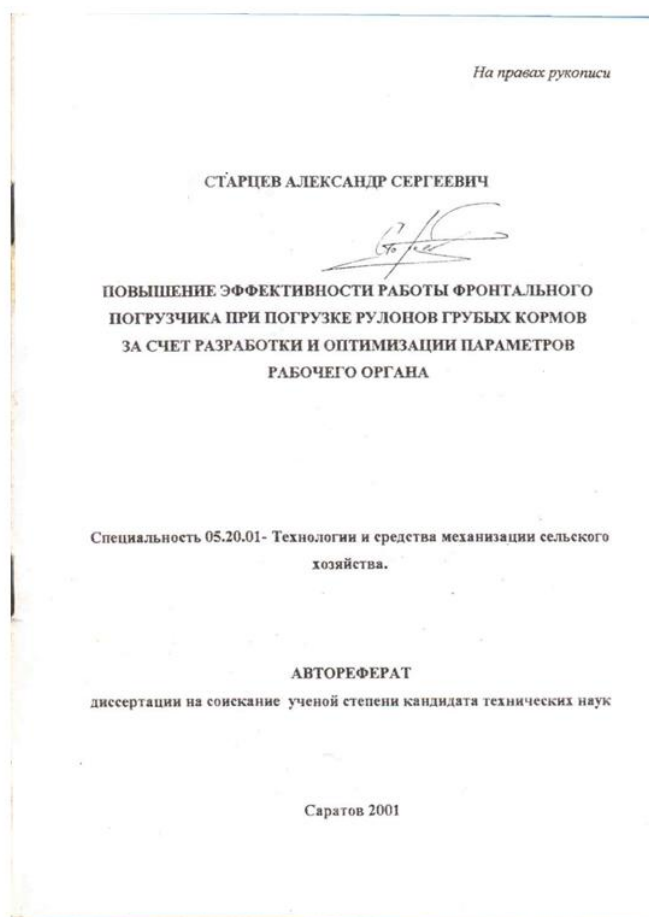 На правах рукописи
СТАРЦЕВ АЛЕКСАНДР СЕРГЕЕВИЧ
ПОВЫШЕНИЕ ЭФФЕКТИВНОСТИ РАБОТЫ ФРОНТАЛЬНОГО
ПОГРУЗЧИКА ПРИ ПОГРУЗКЕ РУЛОНОВ ГРУБЫХ КОРМОВ
ЗА СЧЕТ РАЗРАБОТКИ И ОПТИМИЗАЦИИ ПАРАМЕТРОВ
РАБОЧЕГО ОРГАНА
Специальность 05.20.01- Технологии и средства механизации сельского
хозяйства.
АВТОРЕФЕРАТ
диссертации на соискание ученой степени кандидата технических наук
Саратов 2001